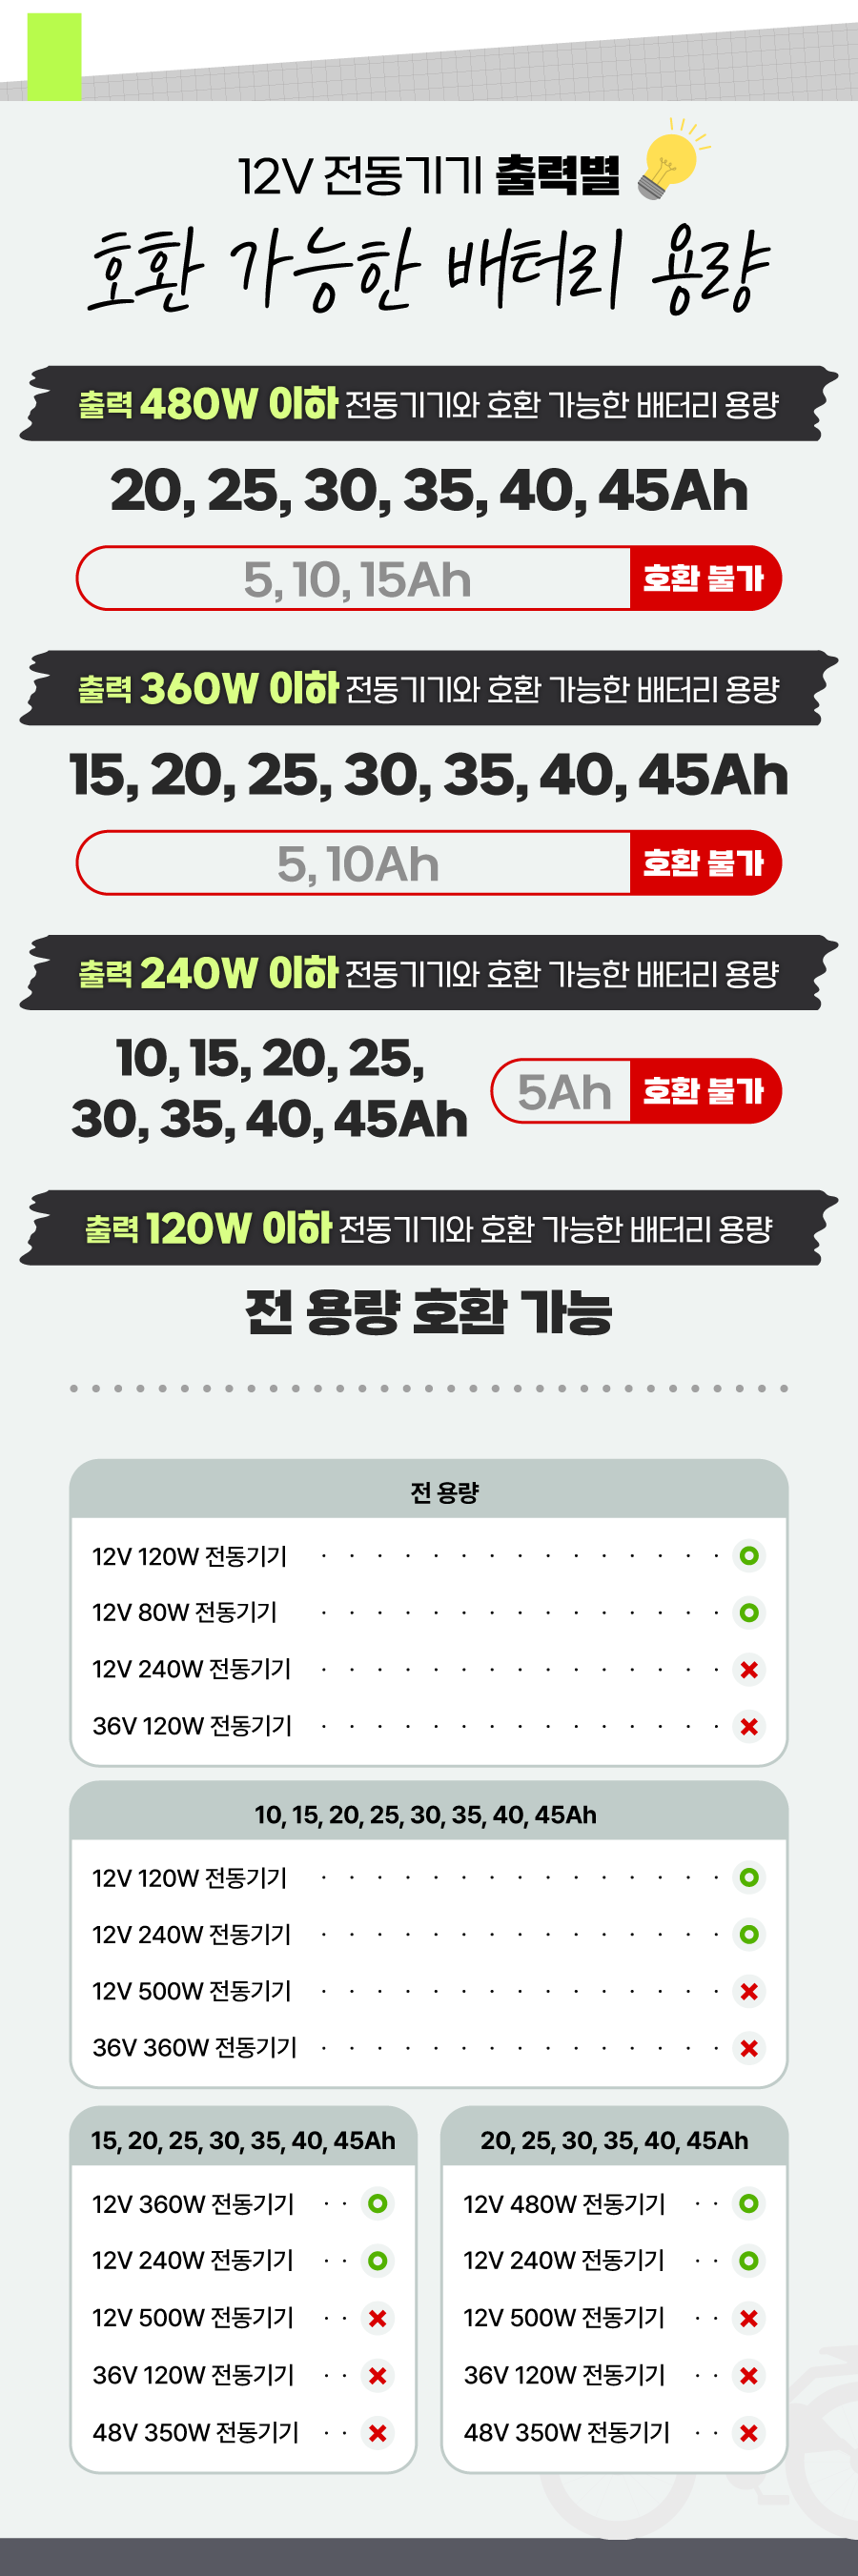 12V 전동기기 출력별
호환 가능한 배터리 용량
출력 480W 이하 전동기기와 호환 가능한 배터리 용량
20, 25, 30, 35, 40, 45Ah
5, 10, 15Ah 호환 불가
출력 360W 이하 전동기기와 호환 가능한 배터리 용량
15, 20, 25, 30, 35, 40, 45Ah
5, 10Ah 호환 불가
출력 240W 이하 전동기기와 호환 가능한 배터리 용량
10, 15, 20, 25,
30, 35, 40, 45Ah
5Ah 호환 불가
출력 120W 이하 전동기기와 호환 가능한 배터리 용량
전 용량 호환 가능
전 용량
12V 120W 전동기기
12V 80W 전동기기
12V 240W 전동기기
36V 120W 전동기기
10, 15, 20, 25, 30, 35, 40, 45Ah
12V 120W 전동기기
12V 240W 전동기기
12V 500W 전동기기
36V 360W 전동기기
15, 20, 25, 30, 35, 40, 45Ah
12V 360W 전동기기
12V 240W 전동기기
12V 500W 전동기기
36V 120W 전동기기
48V 350W 전동기기
20, 25, 30, 35, 40, 45Ah
12V 480W 전동기기
12V 240W 전동기기
12V 500W 전동기기
36V 120W 전동기기
48V 350W 전동기기